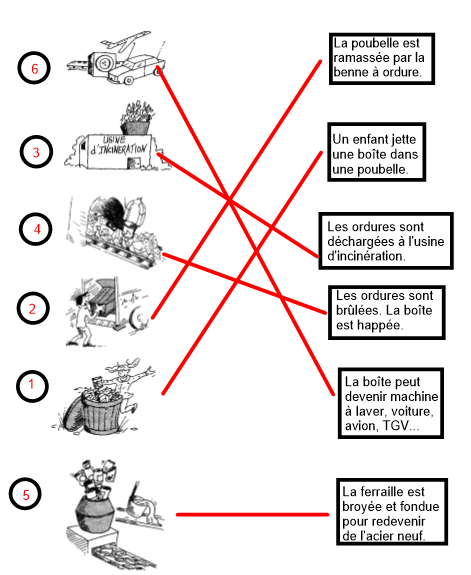 6
La poubelle est
ramassée par la
benne à ordure.
3
USINE
d'INCINERATION
Un enfant jette
une boîte dans
une poubelle.
4
Les ordures sont
déchargées à l'usine
d'incinération.
2
Les ordures sont
brûlées. La boîte
est happée.
1
La boîte peut
devenir machine
à laver, voiture,
avion, TGV...
5
La ferraille est
broyée et fondue
pour redevenir
de l'acier neuf.